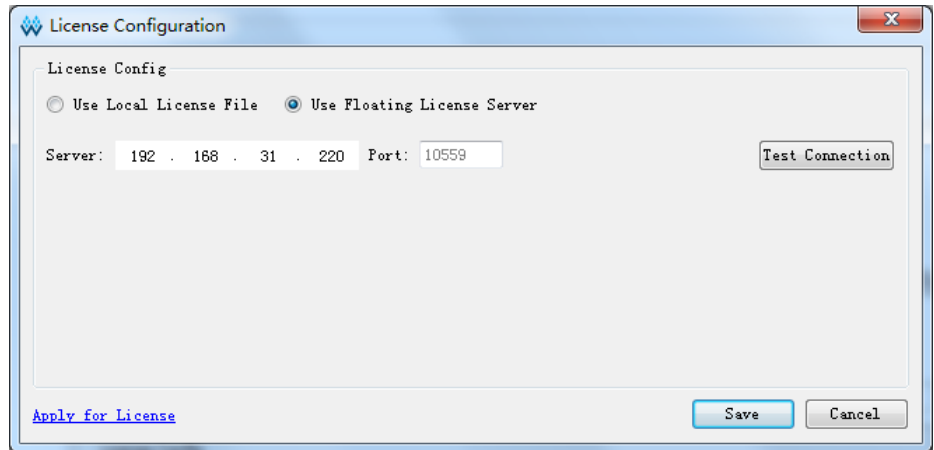 License Configuration
License Config
Use Local License File Use Floating License Server
Server: 192 . 168 . 31 . 220 Port: 10559 Test Connection
Apply for License Save Cancel